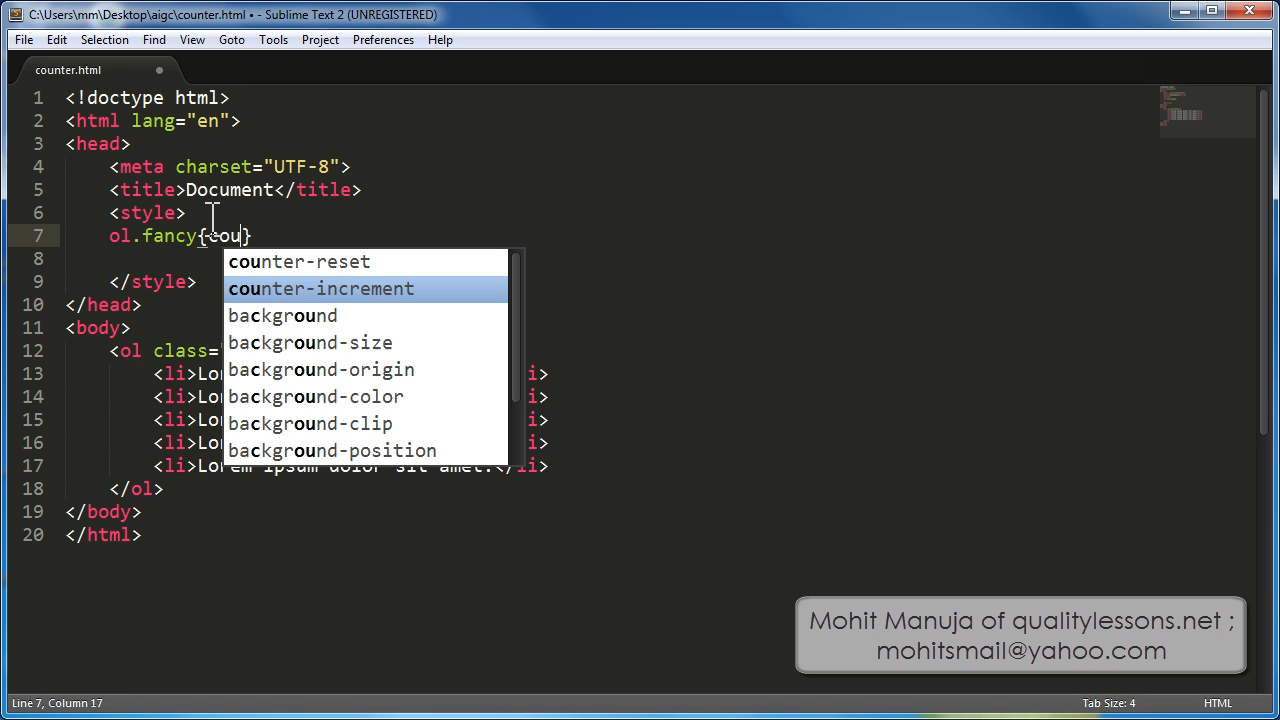 C:\Users\mm\Desktop\aigc\counter.html • - Sublime Text 2 (UNREGISTERED)
File Edit Selection Find View Goto Tools Project Preferences Help
counter.html
1 <!doctype html>
2 <html lang="en">
3 <head>
4 <meta charset="UTF-8">
5 <title>Document</title>
6 <style>
7 ol.fancy{cou}
8
9 </style>
10 </head>
11 <body>
12 <ol class=
13 <li>Lo i>
14 <li>Lo i>
15 <li>Lo i>
16 <li>Lo i>
17 <li>Lorem ipsum dolor sit amet.</li>
18 </ol>
19 </body>
20 </html>
counter-reset
counter-increment
background
background-size
background-origin
background-color
background-clip
background-position
Mohit Manuja of qualitylessons.net ;
mohitsmail@yahoo.com
Line 7, Column 17 Tab Size: 4 HTML